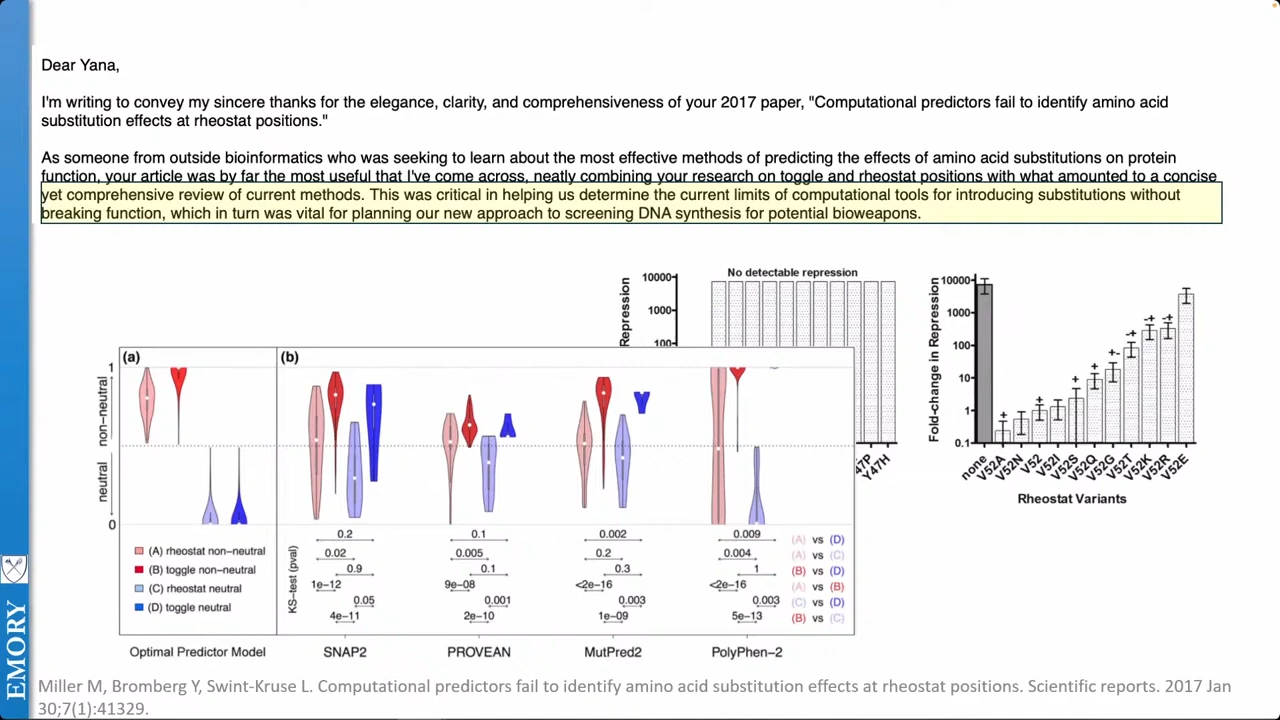 Dear Yana,
I'm writing to convey my sincere thanks for the elegance, clarity, and comprehensiveness of your 2017 paper, "Computational predictors fail to identify amino acid
substitution effects at rheostat positions."
As someone from outside bioinformatics who was seeking to learn about the most effective methods of predicting the effects of amino acid substitutions on protein
function, your article was by far the most useful that I've come across, neatly combining your research on toggle and rheostat positions with what amounted to a concise
yet comprehensive review of current methods. This was critical in helping us determine the current limits of computational tools for introducing substitutions without
breaking function, which in turn was vital for planning our new approach to screening DNA synthesis for potential bioweapons.
No detectable repression
Repression
10000
1000
100
47P
Y47H
Fold-change in Repression
10000
1000
100
10
1
0.1
+
+
+
+
+-
-+
-+
-+
none
V52A
V52N
V52
V52I
V52S
V52Q
V52G
V52T
V52K
V52R
V52E
Rheostat Variants
(a)
(b)
1
non-neutral
neutral
0
(A) rheostat non-neutral
(B) toggle non-neutral
(C) rheostat neutral
(D) toggle neutral
KS-test (pval)
0.2 0.1 0.002 0.009 (A) vs (D)
0.02 0.005 0.2 0.004 (A) vs (C)
0.9 0.1 0.3 1 (B) vs (D)
1e-12 9e-08 <2e-16 <2e-16 (A) vs (B)
0.05 0.001 0.003 0.003 (C) vs (D)
4e-11 2e-10 1e-09 5e-13 (B) vs (C)
Optimal Predictor Model SNAP2 PROVEAN MutPred2 PolyPhen-2
EMORY
Miller M, Bromberg Y, Swint-Kruse L. Computational predictors fail to identify amino acid substitution effects at rheostat positions. Scientific reports. 2017 Jan
30;7(1):41329.